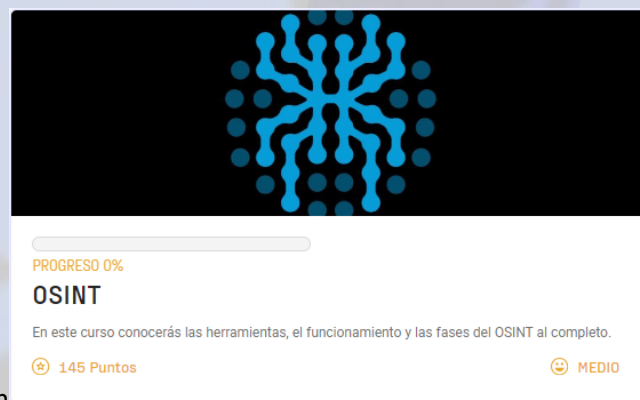 PROGRESO 0%
OSINT
En este curso conocerás las herramientas, el funcionamiento y las fases del OSINT al completo.
145 Puntos
MEDIO